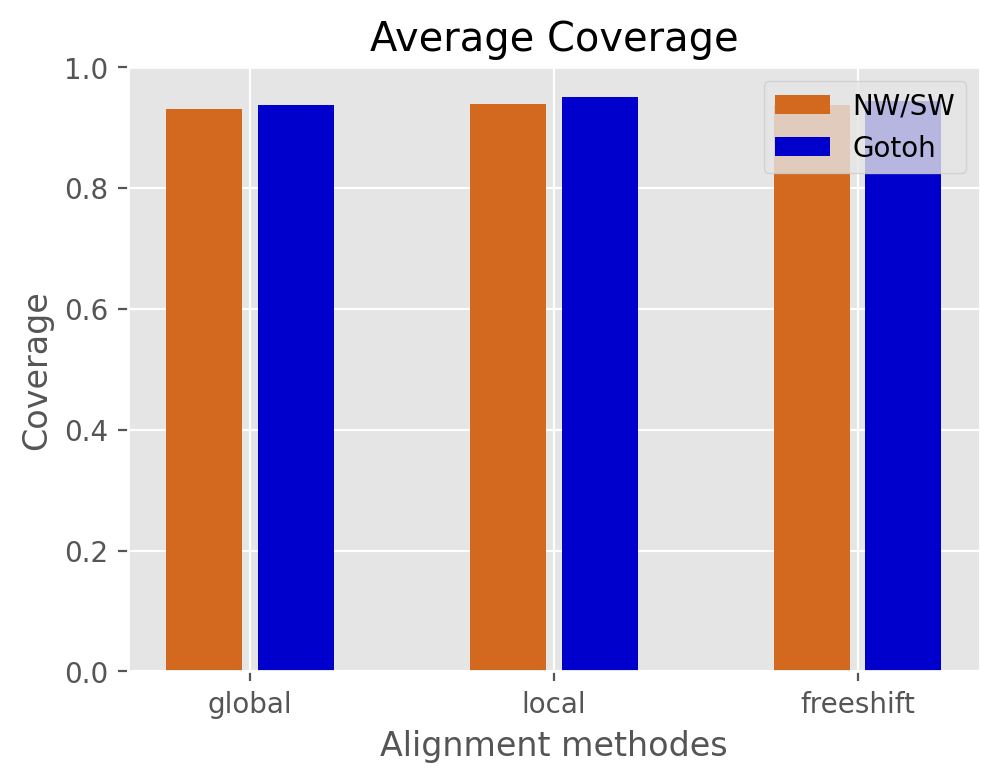 Average Coverage
1.0
0.8
0.6
0.4
0.2
0.0
Coverage
NW/SW
Gotoh
global
local
freeshift
Alignment methodes